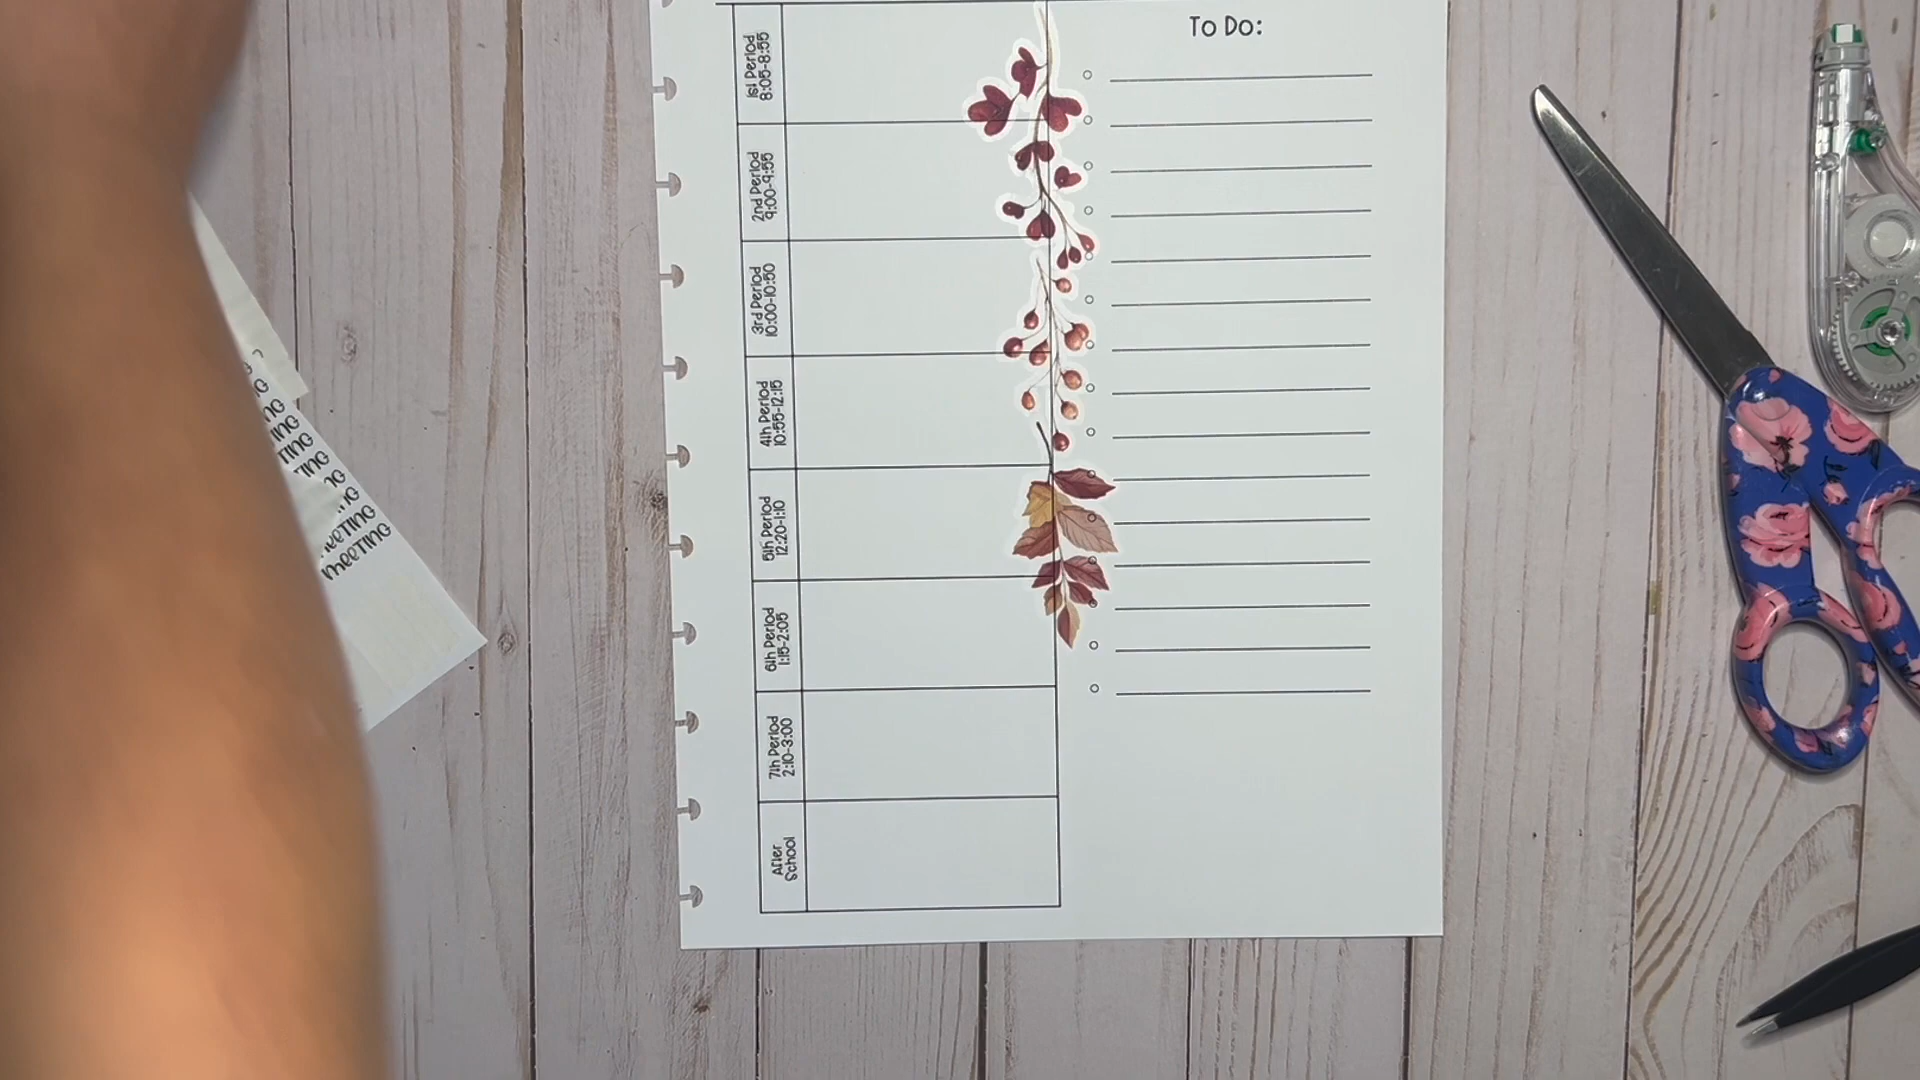 To Do:
1st Period
8:05-8:55
2nd Period
9:00-9:55
3rd Period
10:00-10:50
4th Period
10:55-12:15
5th Period
12:20-1:10
6th Period
1:15-2:05
7th Period
2:10-3:00
After
School
meeting